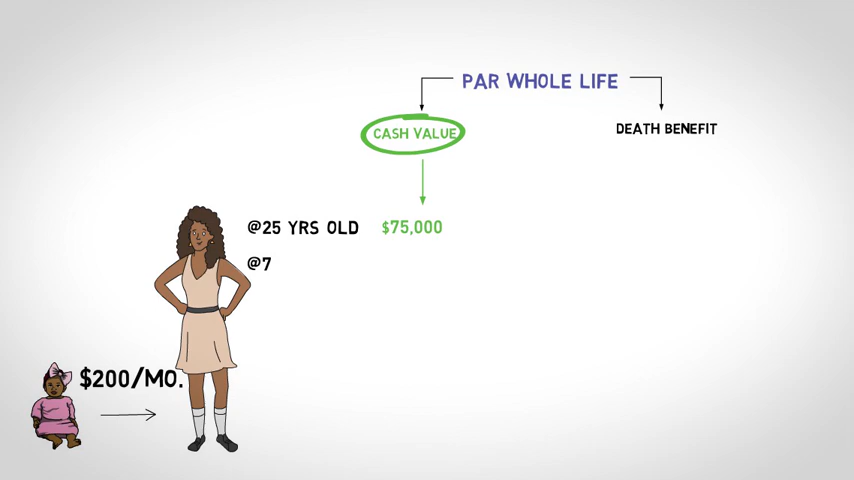 PAR WHOLE LIFE
CASH VALUE
DEATH BENEFIT
@25 YRS OLD $75,000
@7
$200/MO.